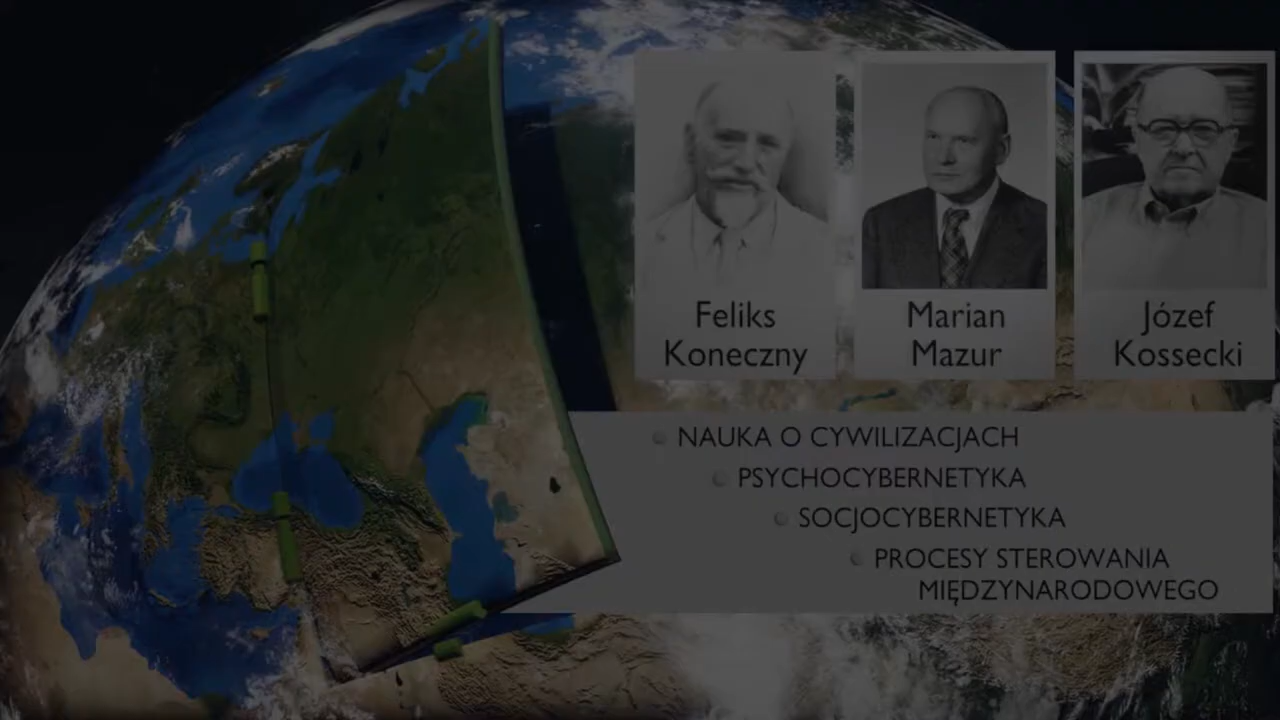 Feliks
Koneczny
Marian
Mazur
Józef
Kossecki
NAUKA O CYWILIZACJACH
PSYCHOCYBERNETYKA
SOCJOCYBERNETYKA
PROCESY STEROWANIA
MIĘDZYNARODOWEGO